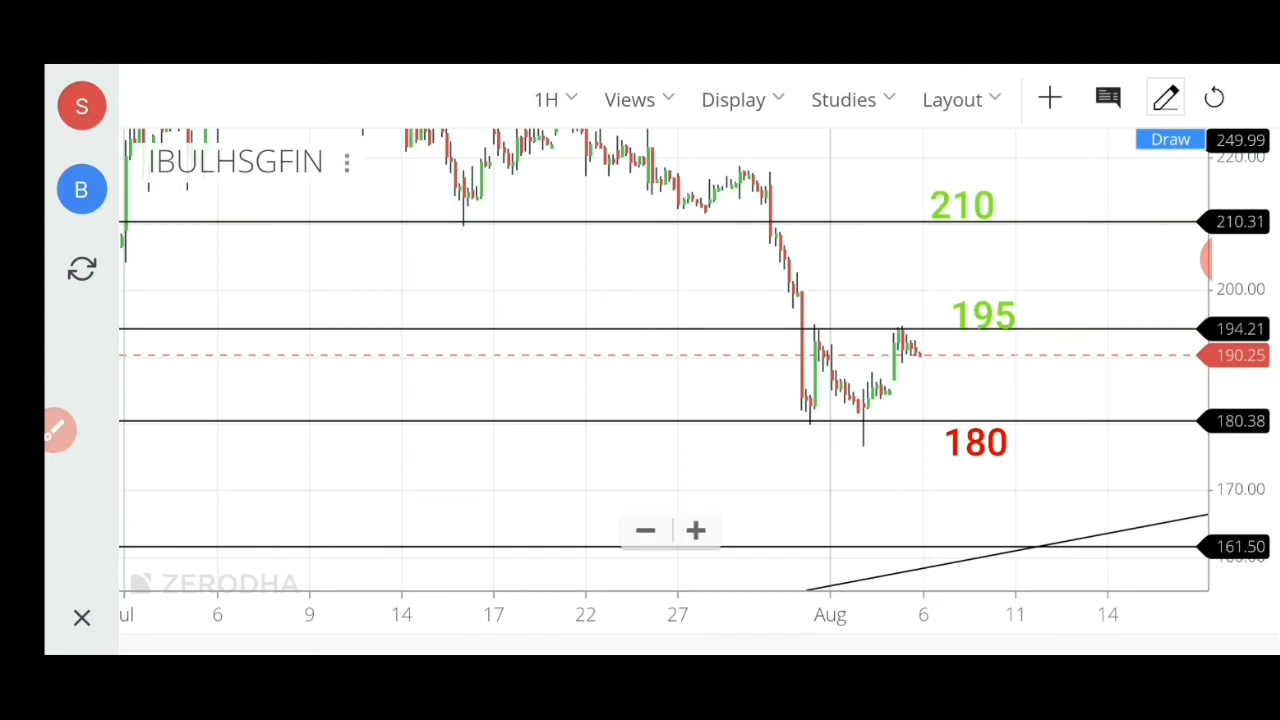 S
1H Views Display Studies Layout
Draw
249.99
220.00
B
IBULHSGFIN
210
210.31
200.00
195
194.21
190.25
180.38
180
170.00
161.50
ZERODHA
ul 6 9 14 17 22 27 Aug 6 11 14